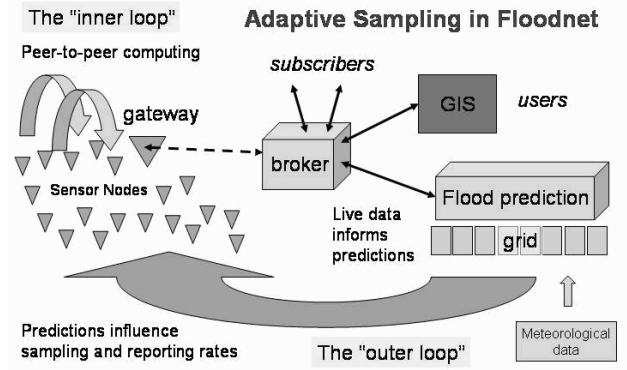 The "inner loop"
Adaptive Sampling in Floodnet
Peer-to-peer computing
subscribers
gateway
GIS
users
broker
Sensor Nodes
Flood prediction
Live data
informs
predictions
grid
Predictions influence
sampling and reporting rates
The "outer loop"
Meteorological
data